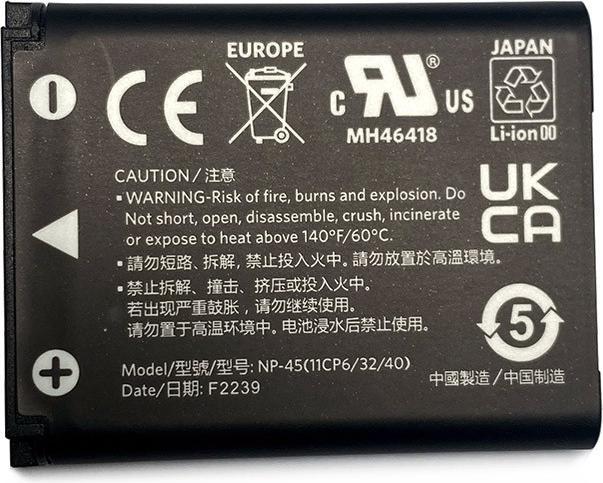 EUROPE
JAPAN
CE
c RU® US
MH46418
Li-ion 00
UK
CA
CAUTION/注意
▪WARNING-Risk of fire, burns and explosion. Do
Not short, open, disassemble, crush, incinerate
or expose to heat above 140°F/60°C.
▪請勿短路、拆解,禁止投入火中。請勿放置於高溫環境。
▪禁止拆解、撞击、挤压或投入火中。
若出现严重鼓胀,请勿继续使用。
请勿置于高温环境中。电池浸水后禁止使用。
5
Model/型號/型号: NP-45(11CP6/32/40)
Date/日期: F2239
中國製造/中国制造